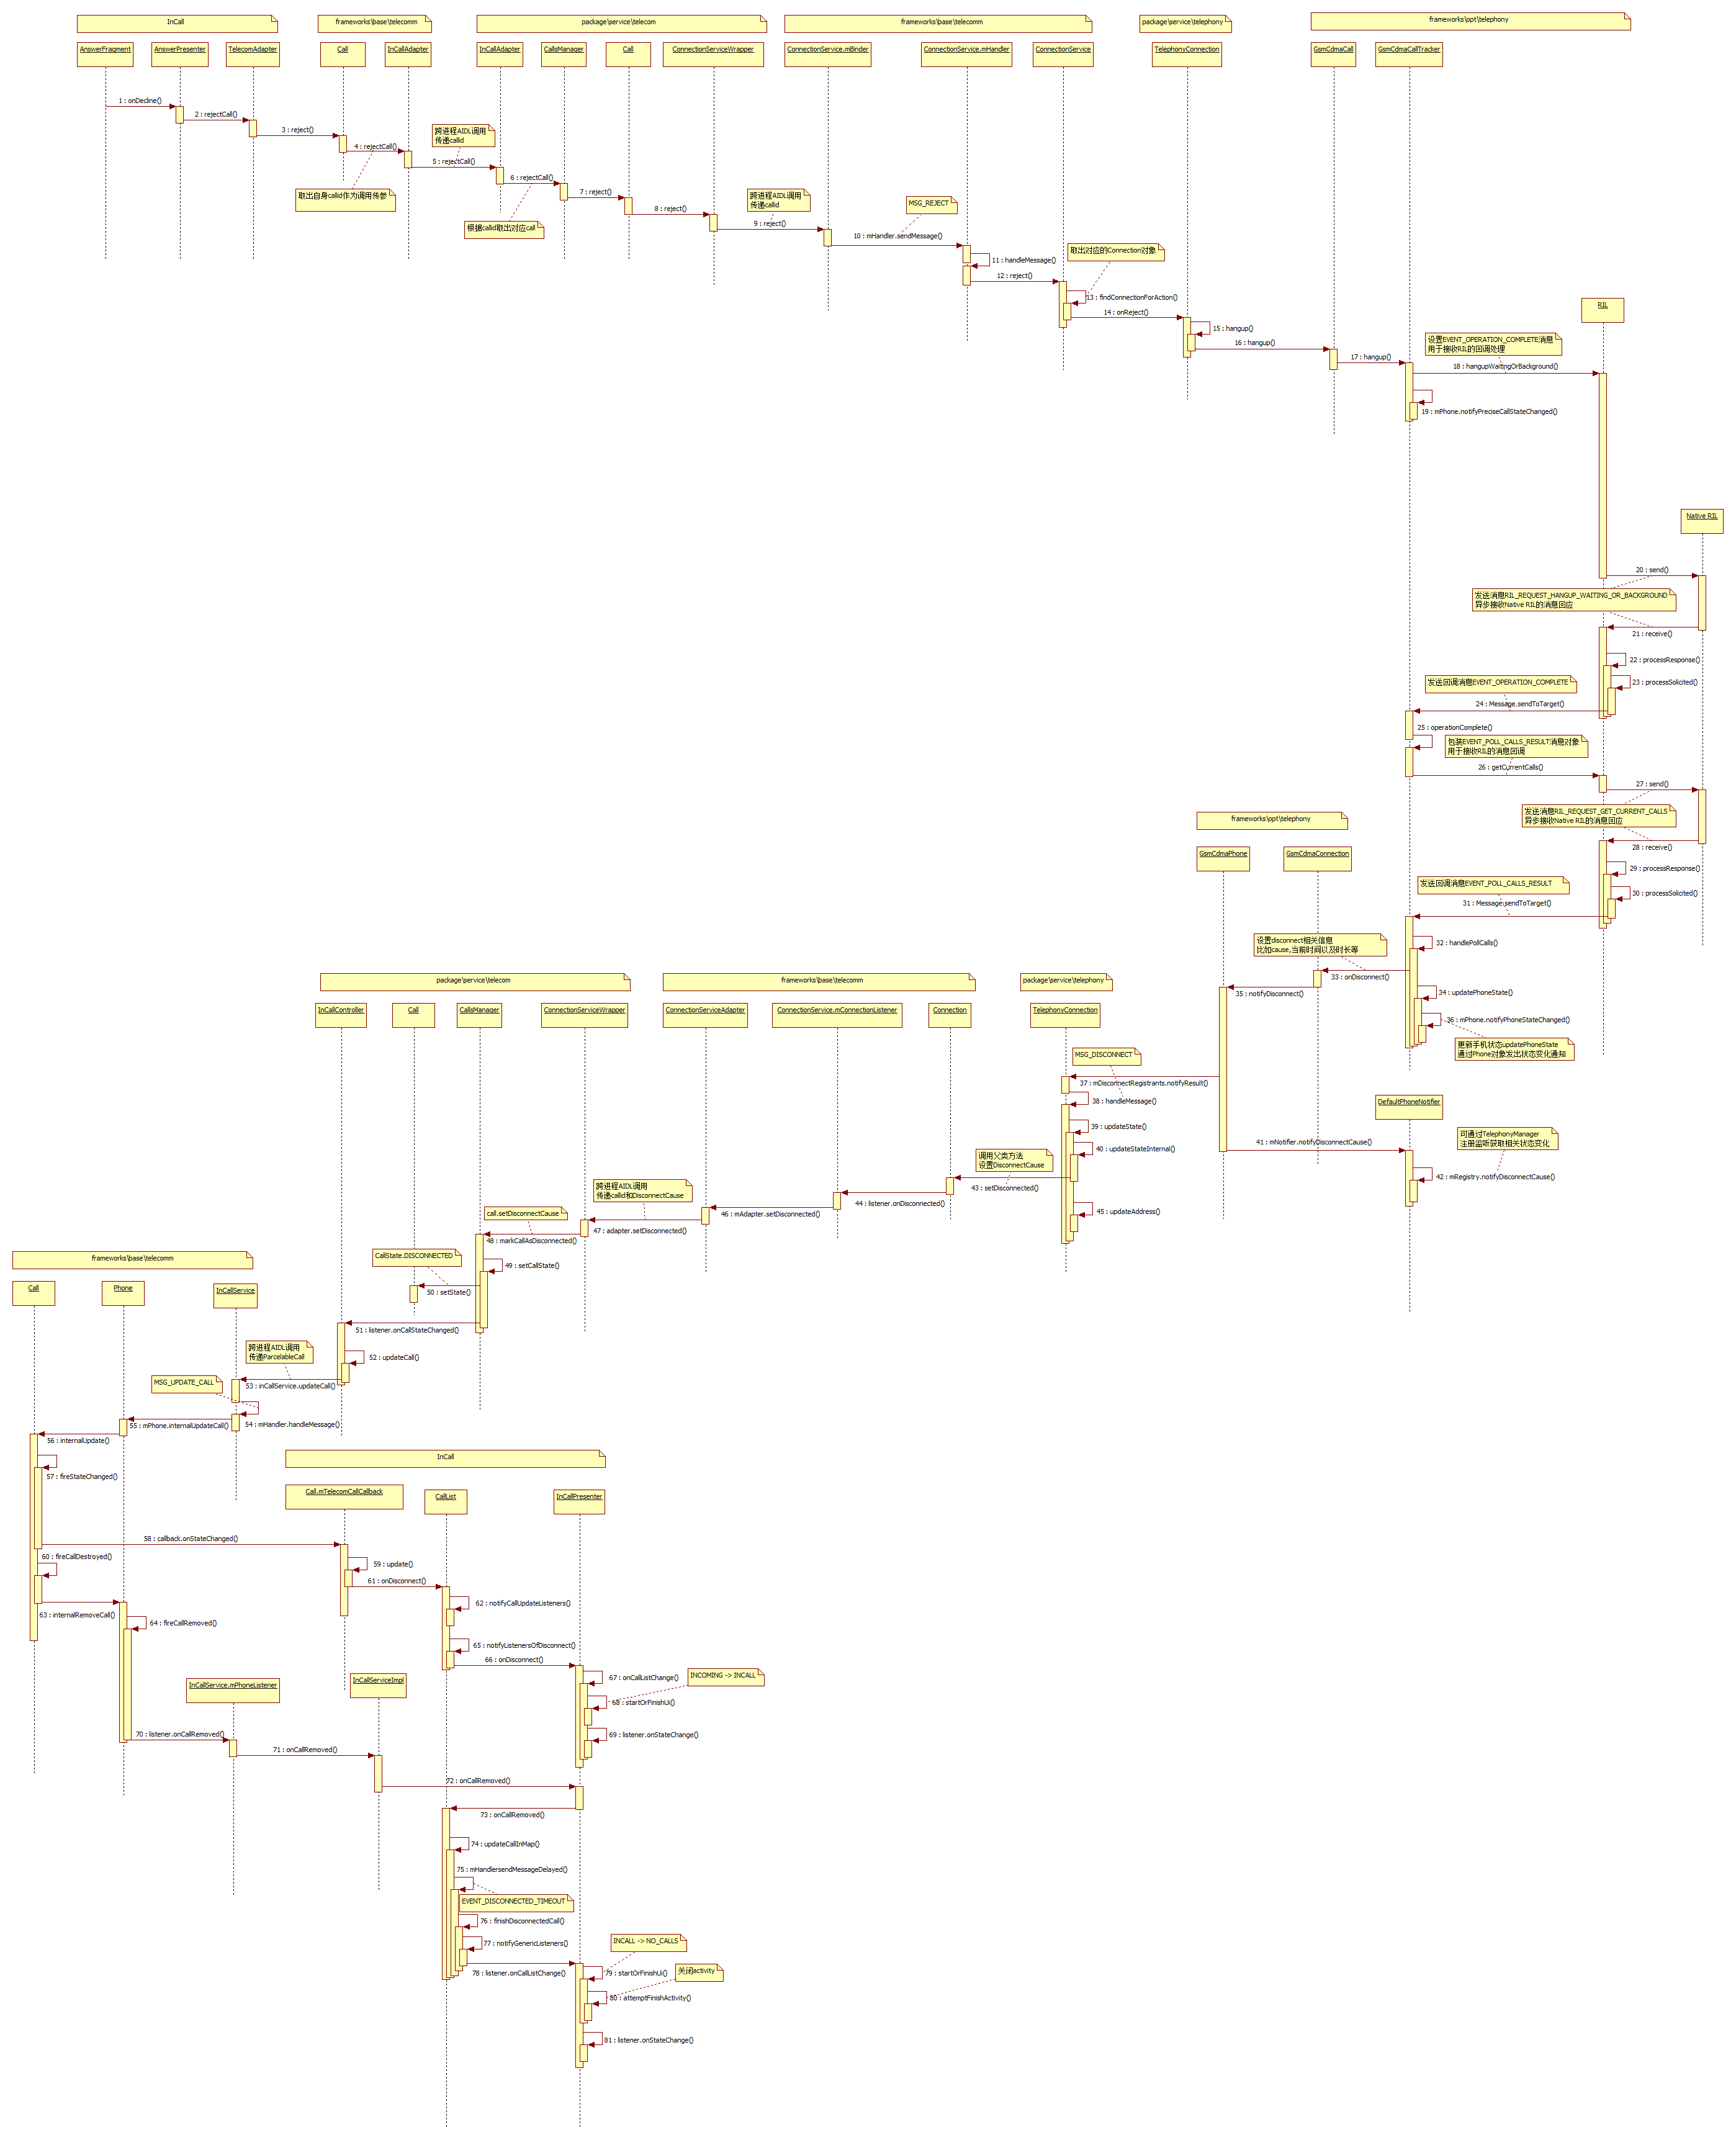 InCall
frameworks\base\telecomm
package\service\telecom
frameworks\base\telecomm
package\service\telephony
frameworks\opt\telephony
AnswerFragment
AnswerPresenter
TelecomAdapter
Call
InCallAdapter
InCallAdapter
CallsManager
Call
ConnectionServiceWrapper
ConnectionService.mBinder
ConnectionService.mHandler
ConnectionService
TelephonyConnection
GsmCdmaCall
GsmCdmaCallTracker
1 : onDecline()
2 : rejectCall()
3 : reject()
跨进程AIDL调用
传递callid
4 : rejectCall()
5 : rejectCall()
6 : rejectCall()
取出自身callid作为调用传参
7 : reject()
跨进程AIDL调用
传递callid
MSG_REJECT
8 : reject()
根据callid取出对应call
9 : reject()
10 : mHandler.sendMessage()
取出对应的Connection对象
11 : handleMessage()
12 : reject()
13 : findConnectionForAction()
RIL
14 : onReject()
15 : hangup()
设置EVENT_OPERATION_COMPLETE消息
用于接收RIL的回调处理
16 : hangup()
17 : hangup()
18 : hangupWaitingOrBackground()
19 : mPhone.notifyPreciseCallStateChanged()
Native RIL
20 : send()
发送消息RIL_REQUEST_HANGUP_WAITING_OR_BACKGROUND
异步接收Native RIL的消息回应
21 : receive()
22 : processResponse()
发送回调消息EVENT_OPERATION_COMPLETE
23 : processSolicited()
24 : Message.sendToTarget()
25 : operationComplete()
包装EVENT_POLL_CALLS_RESULT消息对象
用于接收RIL的消息回调
26 : getCurrentCalls()
27 : send()
发送消息RIL_REQUEST_GET_CURRENT_CALLS
异步接收Native RIL的消息回应
frameworks\opt\telephony
28 : receive()
GsmCdmaPhone
GsmCdmaConnection
29 : processResponse()
发送回调消息EVENT_POLL_CALLS_RESULT
30 : processSolicited()
31 : Message.sendToTarget()
设置disconnect相关信息
比如cause,当前时间以及时长等
32 : handlePollCalls()
33 : onDisconnect()
package\service\telecom
frameworks\base\telecomm
package\service\telephony
35 : notifyDisconnect()
34 : updatePhoneState()
InCallController
Call
CallsManager
ConnectionServiceWrapper
ConnectionServiceAdapter
ConnectionService.mConnectionListener
Connection
TelephonyConnection
36 : mPhone.notifyPhoneStateChanged()
更新手机状态updatePhoneState
通过Phone对象发出状态变化通知
MSG_DISCONNECT
37 : mDisconnectRegistrants.notifyResult()
38 : handleMessage()
DefaultPhoneNotifier
39 : updateState()
可通过TelephonyManager
注册监听获取相关状态变化
41 : mNotifier.notifyDisconnectCause()
40 : updateStateInternal()
调用父类方法
设置DisconnectCause
42 : mRegistry.notifyDisconnectCause()
43 : setDisconnected()
跨进程AIDL调用
传递callid和DisconnectCause
44 : listener.onDisconnected()
45 : updateAddress()
call.setDisconnectCause
46 : mAdapter.setDisconnected()
47 : adapter.setDisconnected()
48 : markCallAsDisconnected()
frameworks\base\telecomm
CallState.DISCONNECTED
49 : setCallState()
Call
Phone
InCallService
50 : setState()
51 : listener.onCallStateChanged()
跨进程AIDL调用
传递ParcelableCall
52 : updateCall()
MSG_UPDATE_CALL
53 : inCallService.updateCall()
55 : mPhone.internalUpdateCall()
54 : mHandler.handleMessage()
56 : internalUpdate()
InCall
57 : fireStateChanged()
Call.mTelecomCallCallback
CallList
InCallPresenter
58 : callback.onStateChanged()
60 : fireCallDestroyed()
59 : update()
61 : onDisconnect()
62 : notifyCallUpdateListeners()
63 : internalRemoveCall()
64 : fireCallRemoved()
65 : notifyListenersOfDisconnect()
66 : onDisconnect()
INCOMING -> INCALL
67 : onCallListChange()
InCallService.mPhoneListener
InCallServiceImpl
68 : startOrFinishUi()
70 : listener.onCallRemoved()
69 : listener.onStateChange()
71 : onCallRemoved()
72 : onCallRemoved()
73 : onCallRemoved()
74 : updateCallInMap()
75 : mHandlersendMessageDelayed()
EVENT_DISCONNECTED_TIMEOUT
76 : finishDisconnectedCall()
77 : notifyGenericListeners()
INCALL -> NO_CALLS
78 : listener.onCallListChange()
79 : startOrFinishUi()
关闭activity
80 : attemptFinishActivity()
81 : listener.onStateChange()